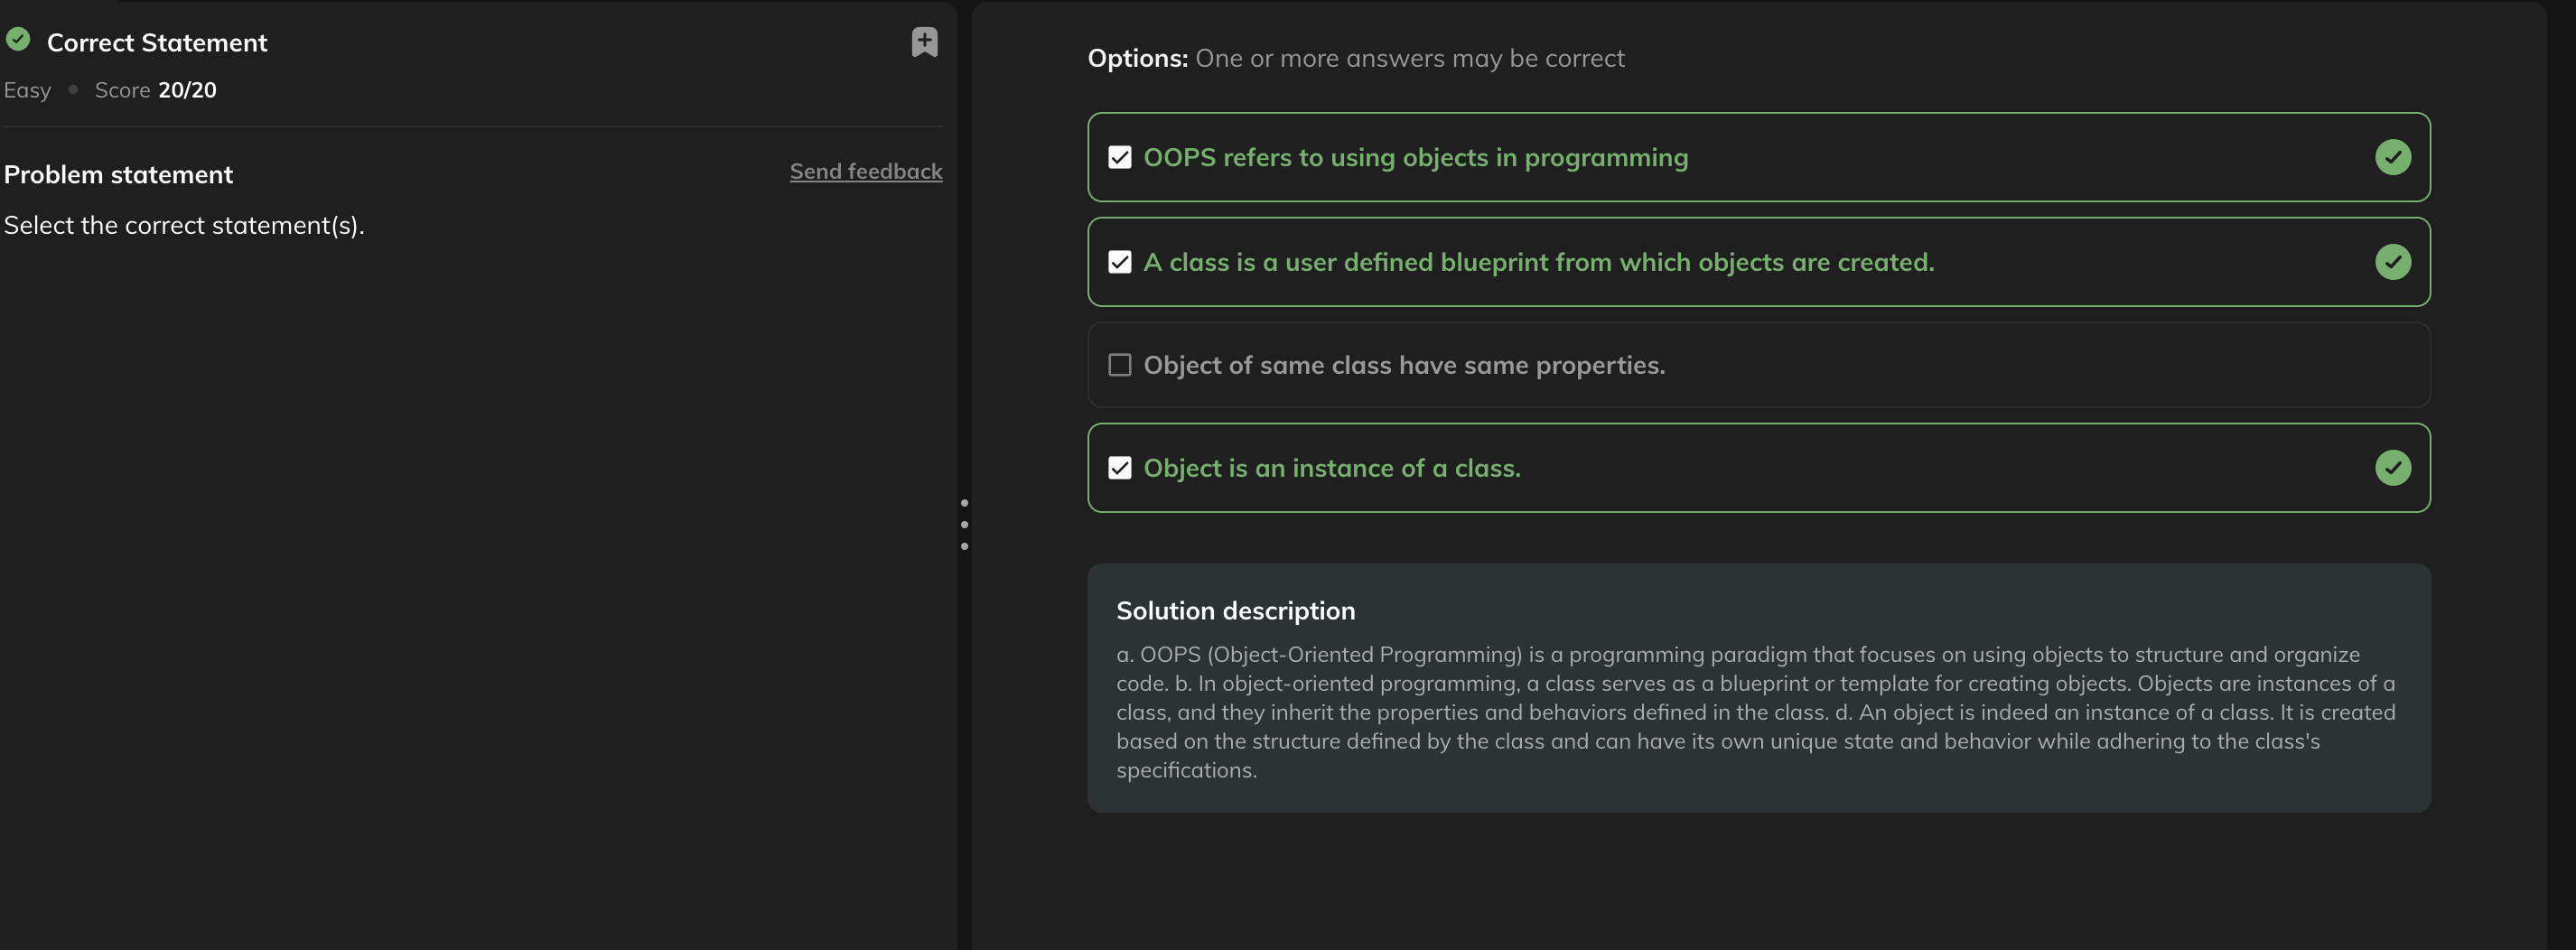 Correct Statement
Easy • Score 20/20
Problem statement
Send feedback
Select the correct statement(s).
Options: One or more answers may be correct
OOPS refers to using objects in programming
A class is a user defined blueprint from which objects are created.
Object of same class have same properties.
Object is an instance of a class.
Solution description
a. OOPS (Object-Oriented Programming) is a programming paradigm that focuses on using objects to structure and organize
code. b. In object-oriented programming, a class serves as a blueprint or template for creating objects. Objects are instances of a
class, and they inherit the properties and behaviors defined in the class. d. An object is indeed an instance of a class. It is created
based on the structure defined by the class and can have its own unique state and behavior while adhering to the class's
specifications.